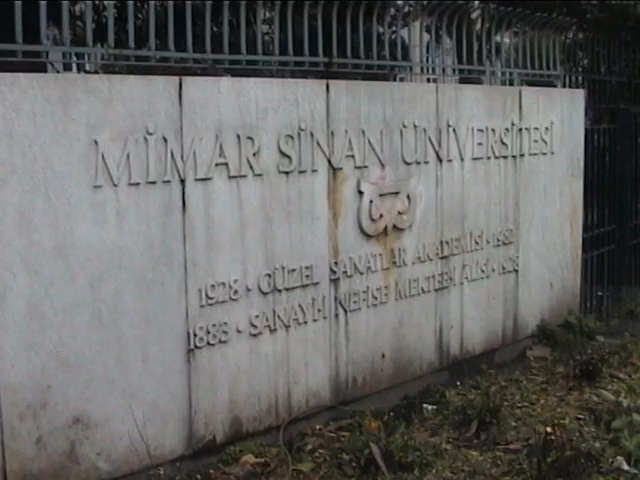 MİMAR SİNAN ÜNİVERSİTESİ
1928 • GÜZEL SANATLAR AKADEMİSİ • 1982
1883 • SANAYİ-İ NEFİSE MEKTEB-İ ALİSİ • 1928